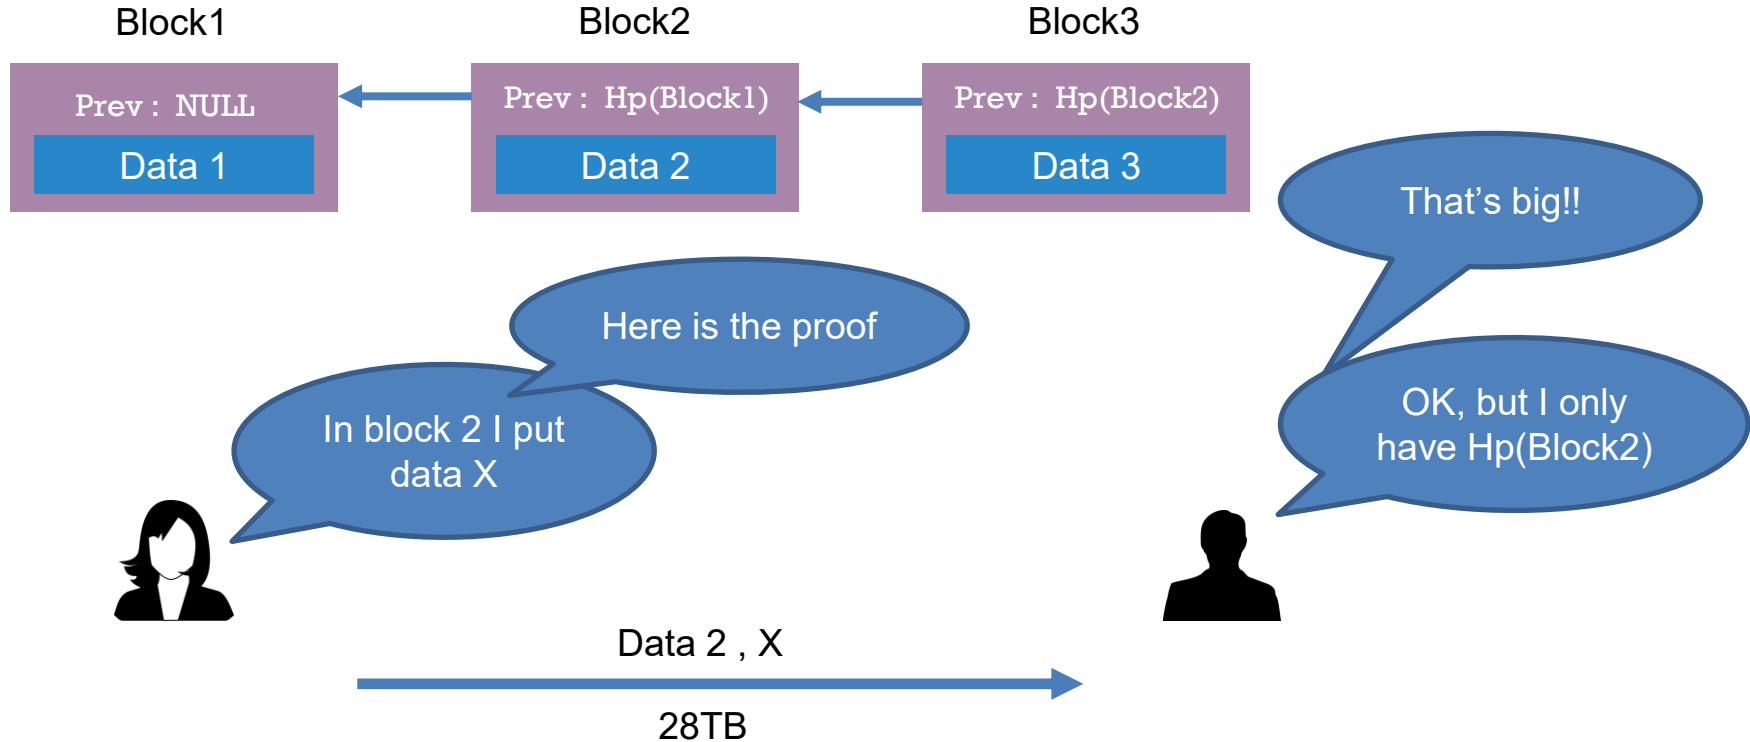 Block1
Block2
Block3
Prev : NULL
Prev : Hp(Block1)
Prev : Hp(Block2)
Data 1
Data 2
Data 3
That’s big!!
Here is the proof
In block 2 I put
data X
OK, but I only
have Hp(Block2)
Data 2 , X
28TB